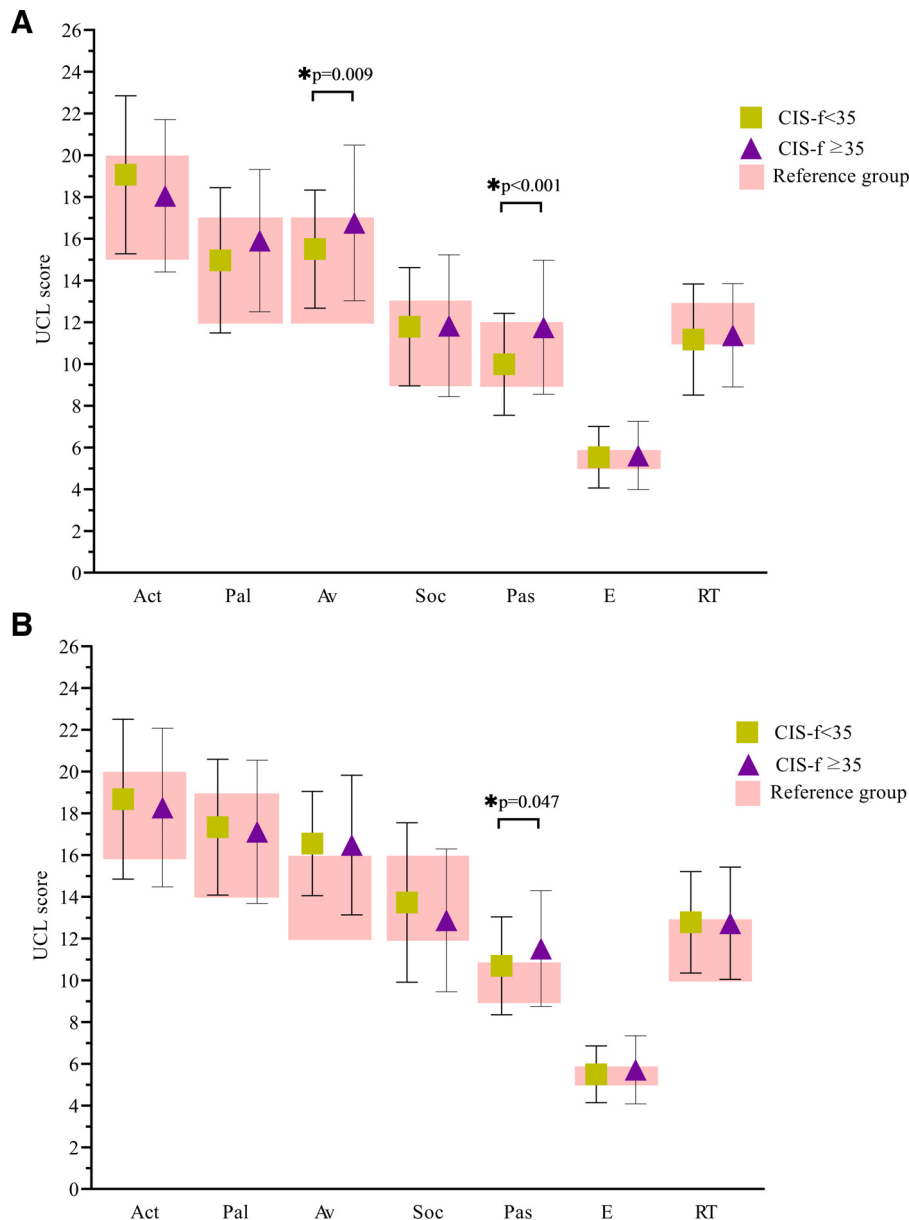 A
26
24
22
20
18
16
14
12
10
8
6
4
2
0
UCL score
✱p=0.009
✱p<0.001
CIS-f<35
CIS-f ≥35
Reference group
Act Pal Av Soc Pas E RT
B
26
24
22
20
18
16
14
12
10
8
6
4
2
0
UCL score
✱p=0.047
CIS-f<35
CIS-f ≥35
Reference group
Act Pal Av Soc Pas E RT